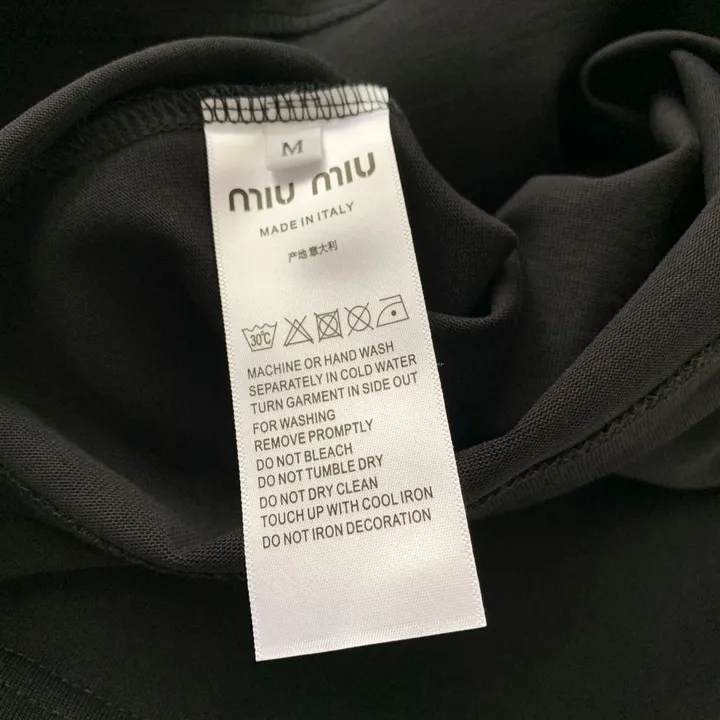 M
miu miu
MADE IN ITALY
产地意大利
30℃
MACHINE OR HAND WASH
SEPARATELY IN COLD WATER
TURN GARMENT IN SIDE OUT
FOR WASHING
REMOVE PROMPTLY
DO NOT BLEACH
DO NOT TUMBLE DRY
DO NOT DRY CLEAN
TOUCH UP WITH COOL IRON
DO NOT IRON DECORATION